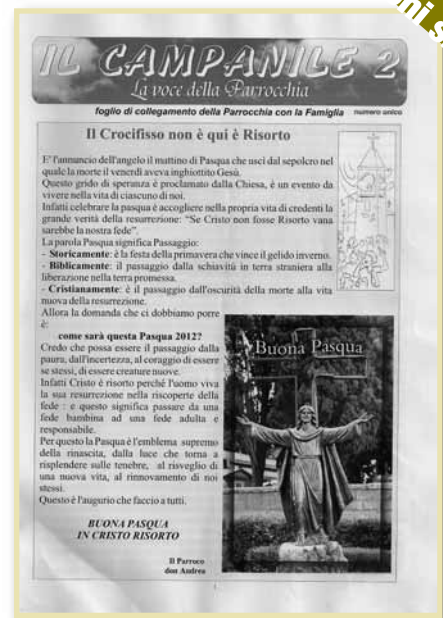 ni s
IL CAMPANILE 2
La voce della Parrocchia
foglio di collegamento della Parrocchia con la Famiglia numero unico
Il Crocifisso non è qui è Risorto
E' l'annuncio dell'angelo il mattino di Pasqua che uscì dal sepolcro nel
quale la morte il venerdì aveva inghiottito Gesù.
Questo grido di speranza è proclamato dalla Chiesa, è un evento da
vivere nella vita di ciascuno di noi,
Infatti celebrare la pasqua è accogliere nella propria vita di credenti la
grande verità della resurrezione: “Se Cristo non fosse Risorto vana
sarebbe la nostra fede”.
La parola Pasqua significa Passaggio:
- Storicamente: è la festa della primavera che vince il gelido inverno.
- Biblicamente: il passaggio dalla schiavitù in terra straniera alla
liberazione nella terra promessa.
- Cristianamente: è il passaggio dall'oscurità della morte alla vita
nuova della resurrezione.
Allora la domanda che ci dobbiamo porre
è:
come sarà questa Pasqua 2012?
Credo che possa essere il passaggio dalla
paura, dall'incertezza, al coraggio di essere
se stessi, di essere creature nuove.
Infatti Cristo è risorto perché l'uomo viva
la sua resurrezione nella riscoperte della
fede : e questo significa passare da una
fede bambina ad una fede adulta e
responsabile.
Per questo la Pasqua è l'emblema supremo
della rinascita, dalla luce che torna a
risplendere sulle tenebre, al risveglio di
una nuova vita, al rinnovamento di noi
stessi.
Questo è l'augurio che faccio a tutti.
BUONA PASQUA
IN CRISTO RISORTO
Il Parroco
don Andrea
Buona Pasqua
1